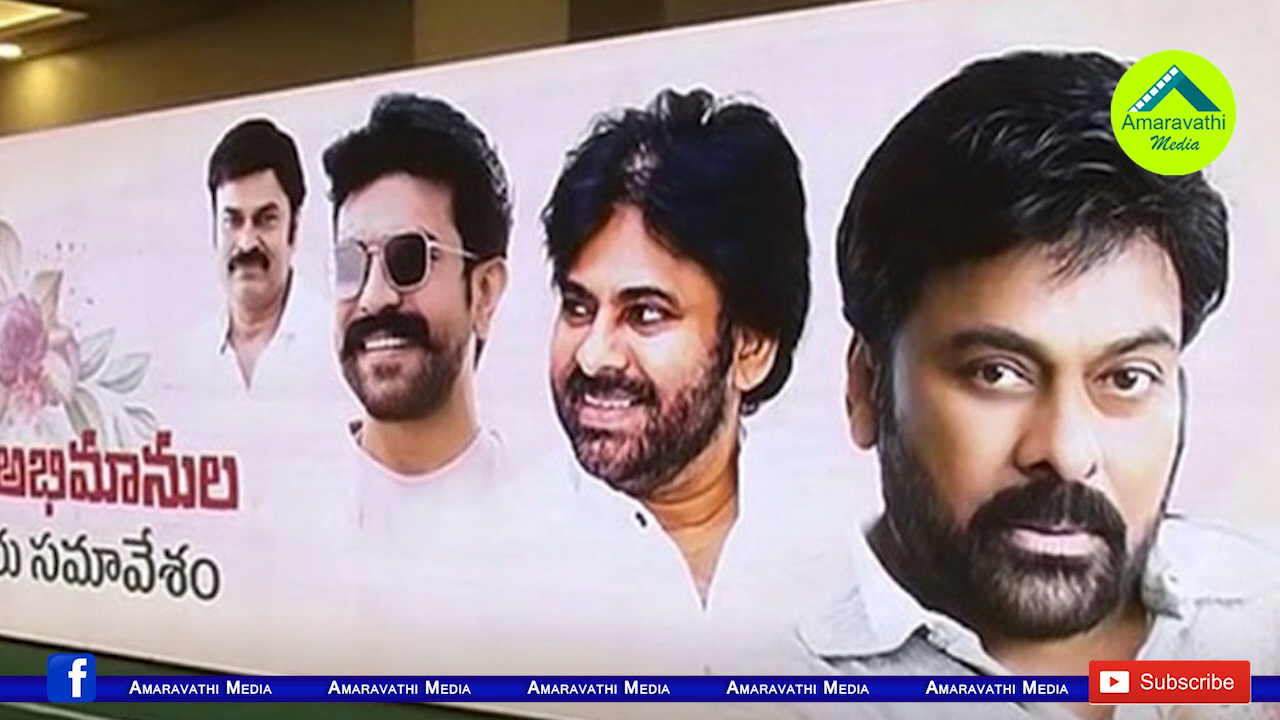 Amaravathi
Media
అభిమానుల
సమావేశం
f
Amaravathi Media Amaravathi Media Amaravathi Media Amaravathi Media Amaravathi Media
Subscribe